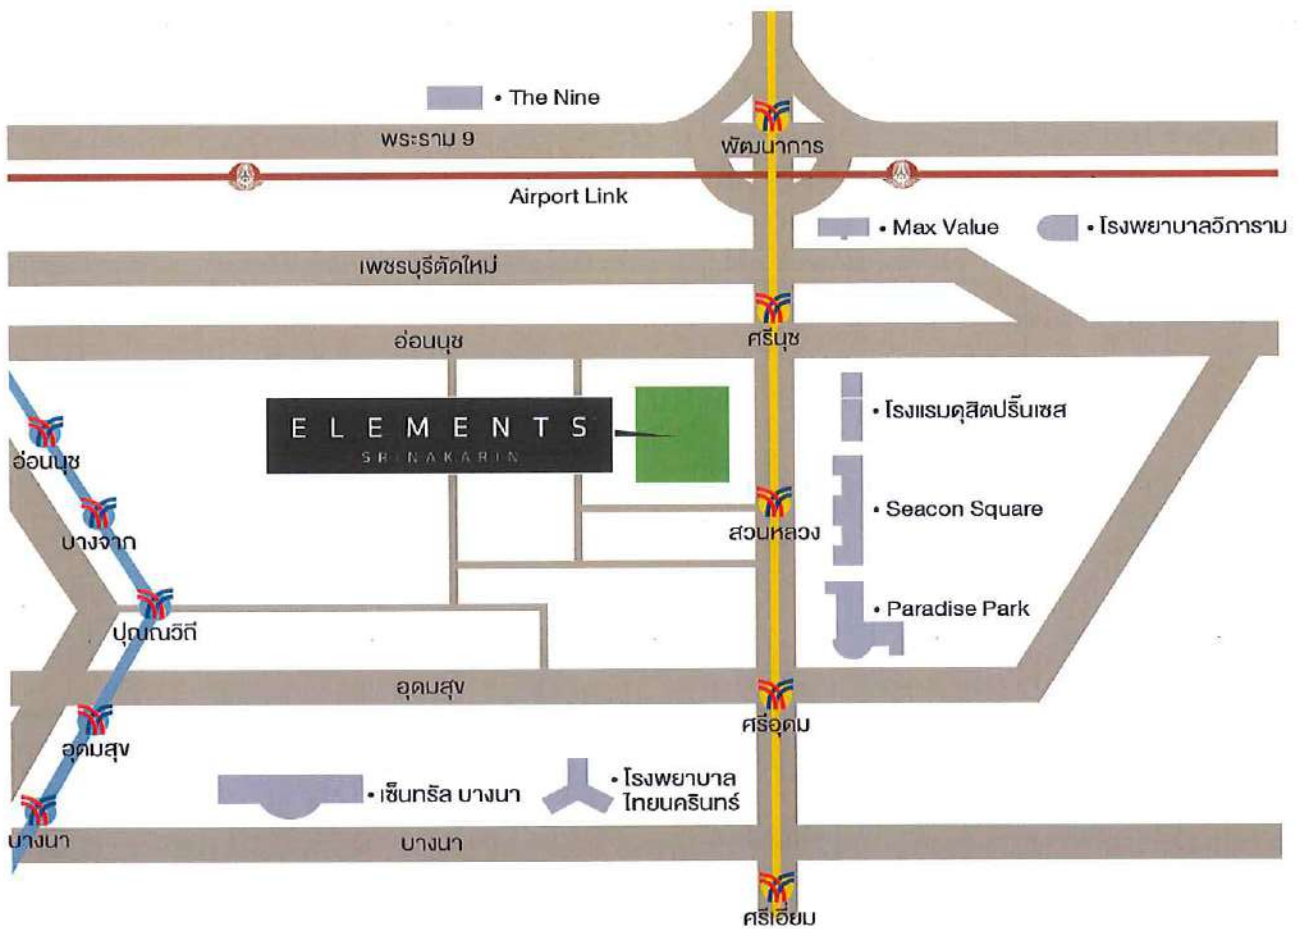 • The Nine
พระราม 9
พัฒนาการ
Airport Link
• Max Value
• โรงพยาบาลวิภาราม
เพชรบุรีตัดใหม่
อ่อนนุช
ศรีนุช
ELEMENTS
SRINAKARIN
• โรงแรมดุสิตปริ๊นเซส
อ่อนนุช
• Seacon Square
สวนหลวง
บางจาก
• Paradise Park
ปุณณวิถี
อุดมสุข
ศรีอุดม
อุดมสุข
• เซ็นทรัล บางนา
• โรงพยาบาล
ไทยนครินทร์
บางนา
บางนา
ศรีเอี่ยม